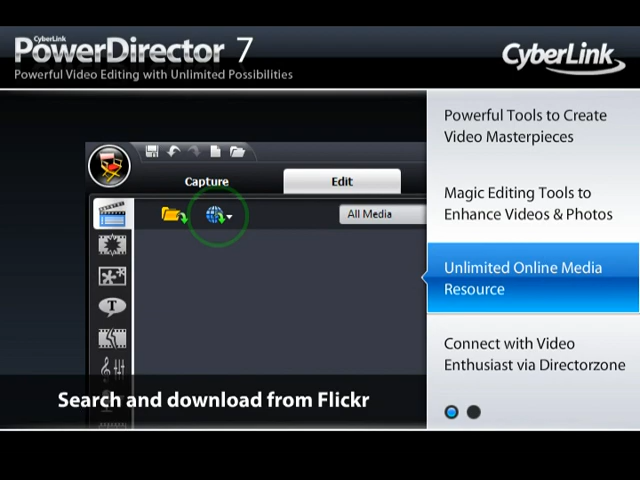 CyberLink
PowerDirector 7
Powerful Video Editing with Unlimited Possibilities
CyberLink
Capture
Edit
All Media
T
Search and download from Flickr
Powerful Tools to Create
Video Masterpieces
Magic Editing Tools to
Enhance Videos & Photos
Unlimited Online Media
Resource
Connect with Video
Enthusiast via Directorzone